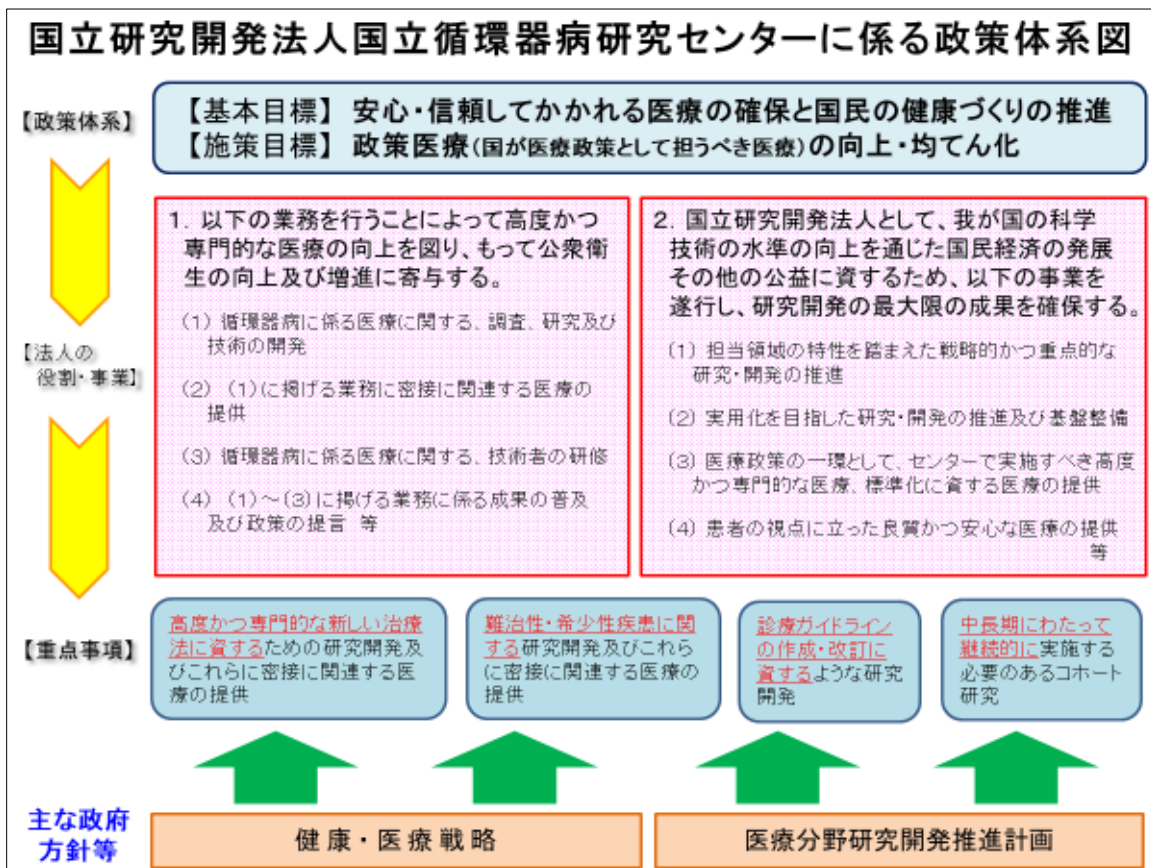 国立研究開発法人国立循環器病研究センターに係る政策体系図
【政策体系】
【基本目標】 安心・信頼してかかれる医療の確保と国民の健康づくりの推進
【施策目標】 政策医療(国が医療政策として担うべき医療)の向上・均てん化
【法人の
役割・事業】
1. 以下の業務を行うことによって高度かつ
専門的な医療の向上を図り、もって公衆衛
生の向上及び増進に寄与する。
(1) 循環器病に係る医療に関する、調査、研究及び
技術の開発
(2) (1)に掲げる業務に密接に関連する医療の
提供
(3) 循環器病に係る医療に関する、技術者の研修
(4) (1)～(3)に掲げる業務に係る成果の普及
及び政策の提言 等
2. 国立研究開発法人として、我が国の科学
技術の水準の向上を通じた国民経済の発展
その他の公益に資するため、以下の事業を
遂行し、研究開発の最大限の成果を確保する。
(1) 担当領域の特性を踏まえた戦略的かつ重点的な
研究・開発の推進
(2) 実用化を目指した研究・開発の推進及び基盤整備
(3) 医療政策の一環として、センターで実施すべき高度
かつ専門的な医療、標準化に資する医療の提供
(4) 患者の視点に立った良質かつ安心な医療の提供
等
【重点事項】
高度かつ専門的な新しい治療
法に資するための研究開発及
びこれらに密接に関連する医
療の提供
難治性・希少性疾患に関
する研究開発及びこれら
に密接に関連する医療の
提供
診療ガイドライン
の作成・改訂に
資するような研究
開発
中長期にわたって
継続的に実施する
必要のあるコホート
研究
主な政府
方針等
健康・医療戦略
医療分野研究開発推進計画